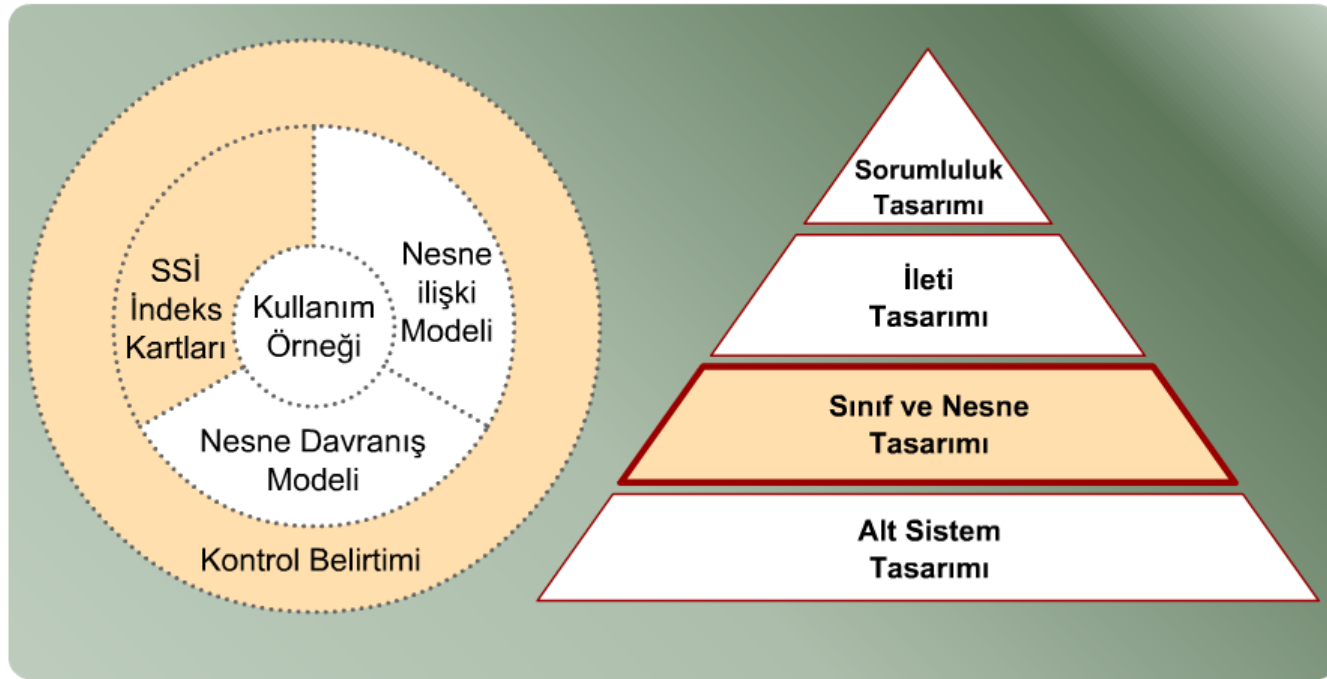 SSİ
İndeks
Kartları
Kullanım
Örneği
Nesne
ilişki
Modeli
Nesne Davranış
Modeli
Kontrol Belirtimi
Sorumluluk
Tasarımı
İleti
Tasarımı
Sınıf ve Nesne
Tasarımı
Alt Sistem
Tasarımı